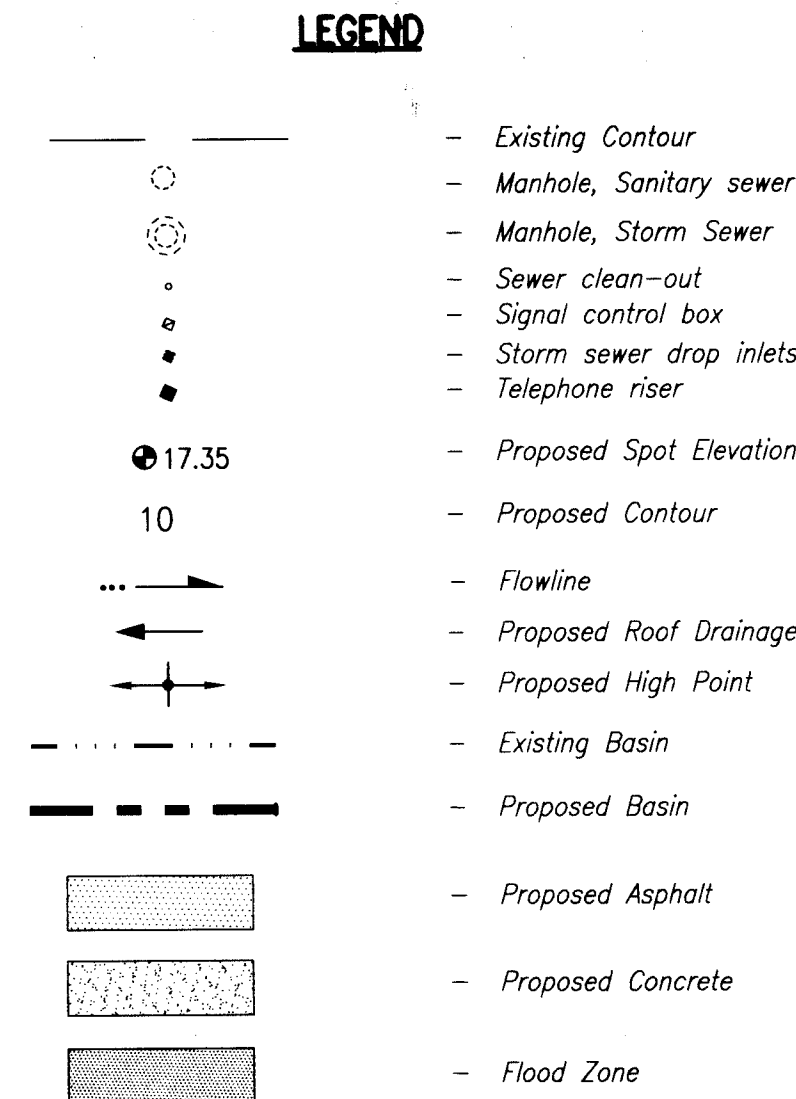 LEGEND
- Existing Contour
- Manhole, Sanitary sewer
- Manhole, Storm Sewer
- Sewer clean-out
- Signal control box
- Storm sewer drop inlets
- Telephone riser
17.35 - Proposed Spot Elevation
10 - Proposed Contour
- Flowline
- Proposed Roof Drainage
- Proposed High Point
- Existing Basin
- Proposed Basin
- Proposed Asphalt
- Proposed Concrete
- Flood Zone